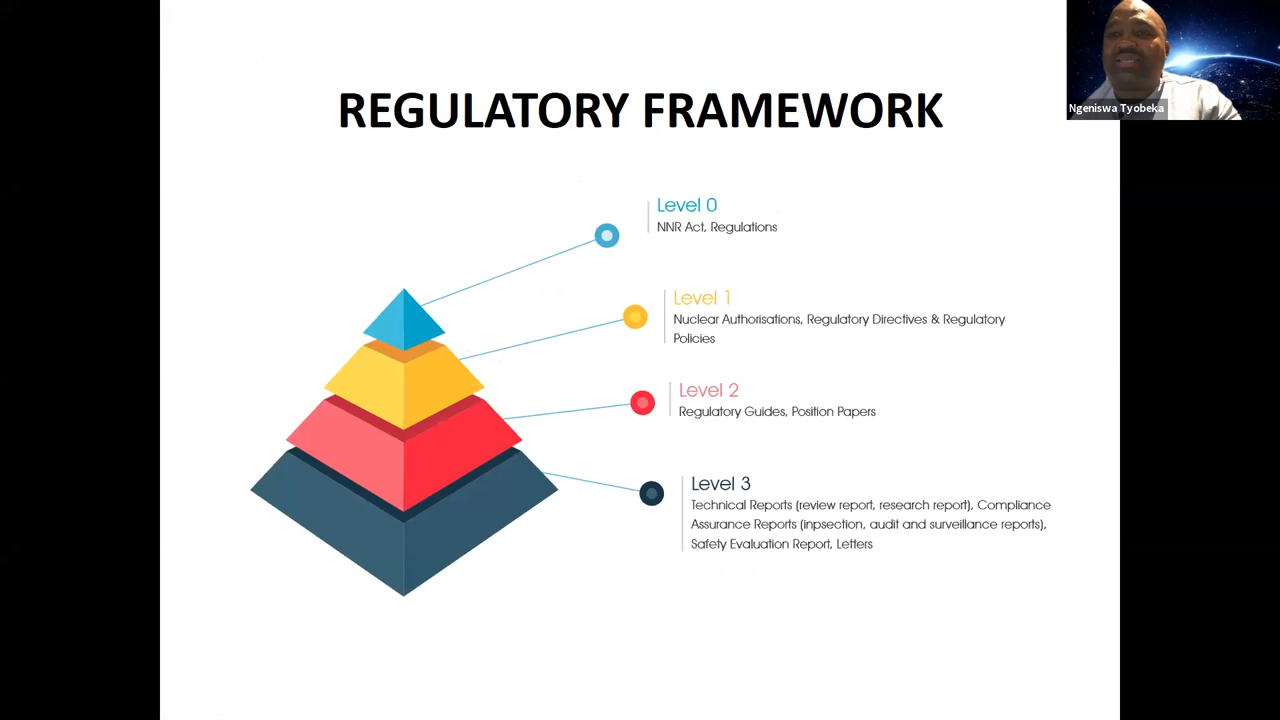 Ngeniswa Tyobeka
REGULATORY FRAMEWORK
Level 0
NNR Act, Regulations
Level 1
Nuclear Authorisations, Regulatory Directives & Regulatory
Policies
Level 2
Regulatory Guides, Position Papers
Level 3
Technical Reports (review report, research report), Compliance
Assurance Reports (inpsection, audit and surveillance reports),
Safety Evaluation Report, Letters